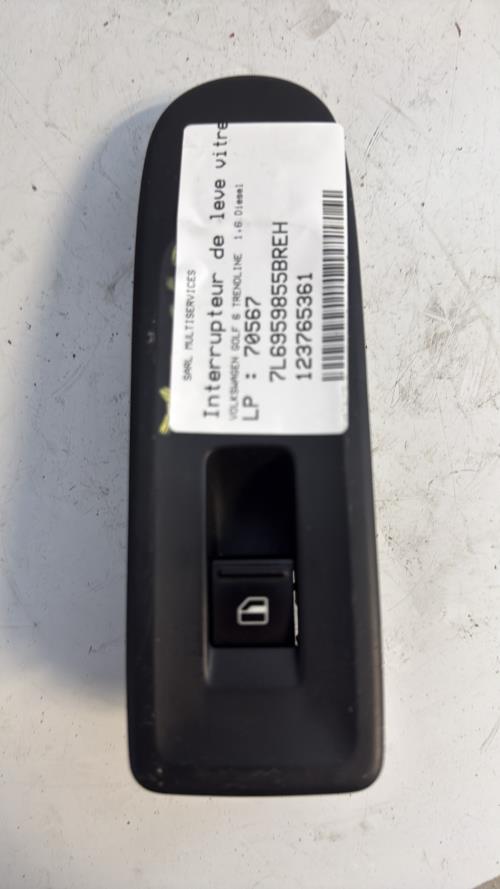 SARL MULTISERVICES
Interrupteur de leve vitre
VOLKSWAGEN GOLF 6 TRENDLINE 1.6 Diesel
LP : 70567
7L6959855BREH
123765361